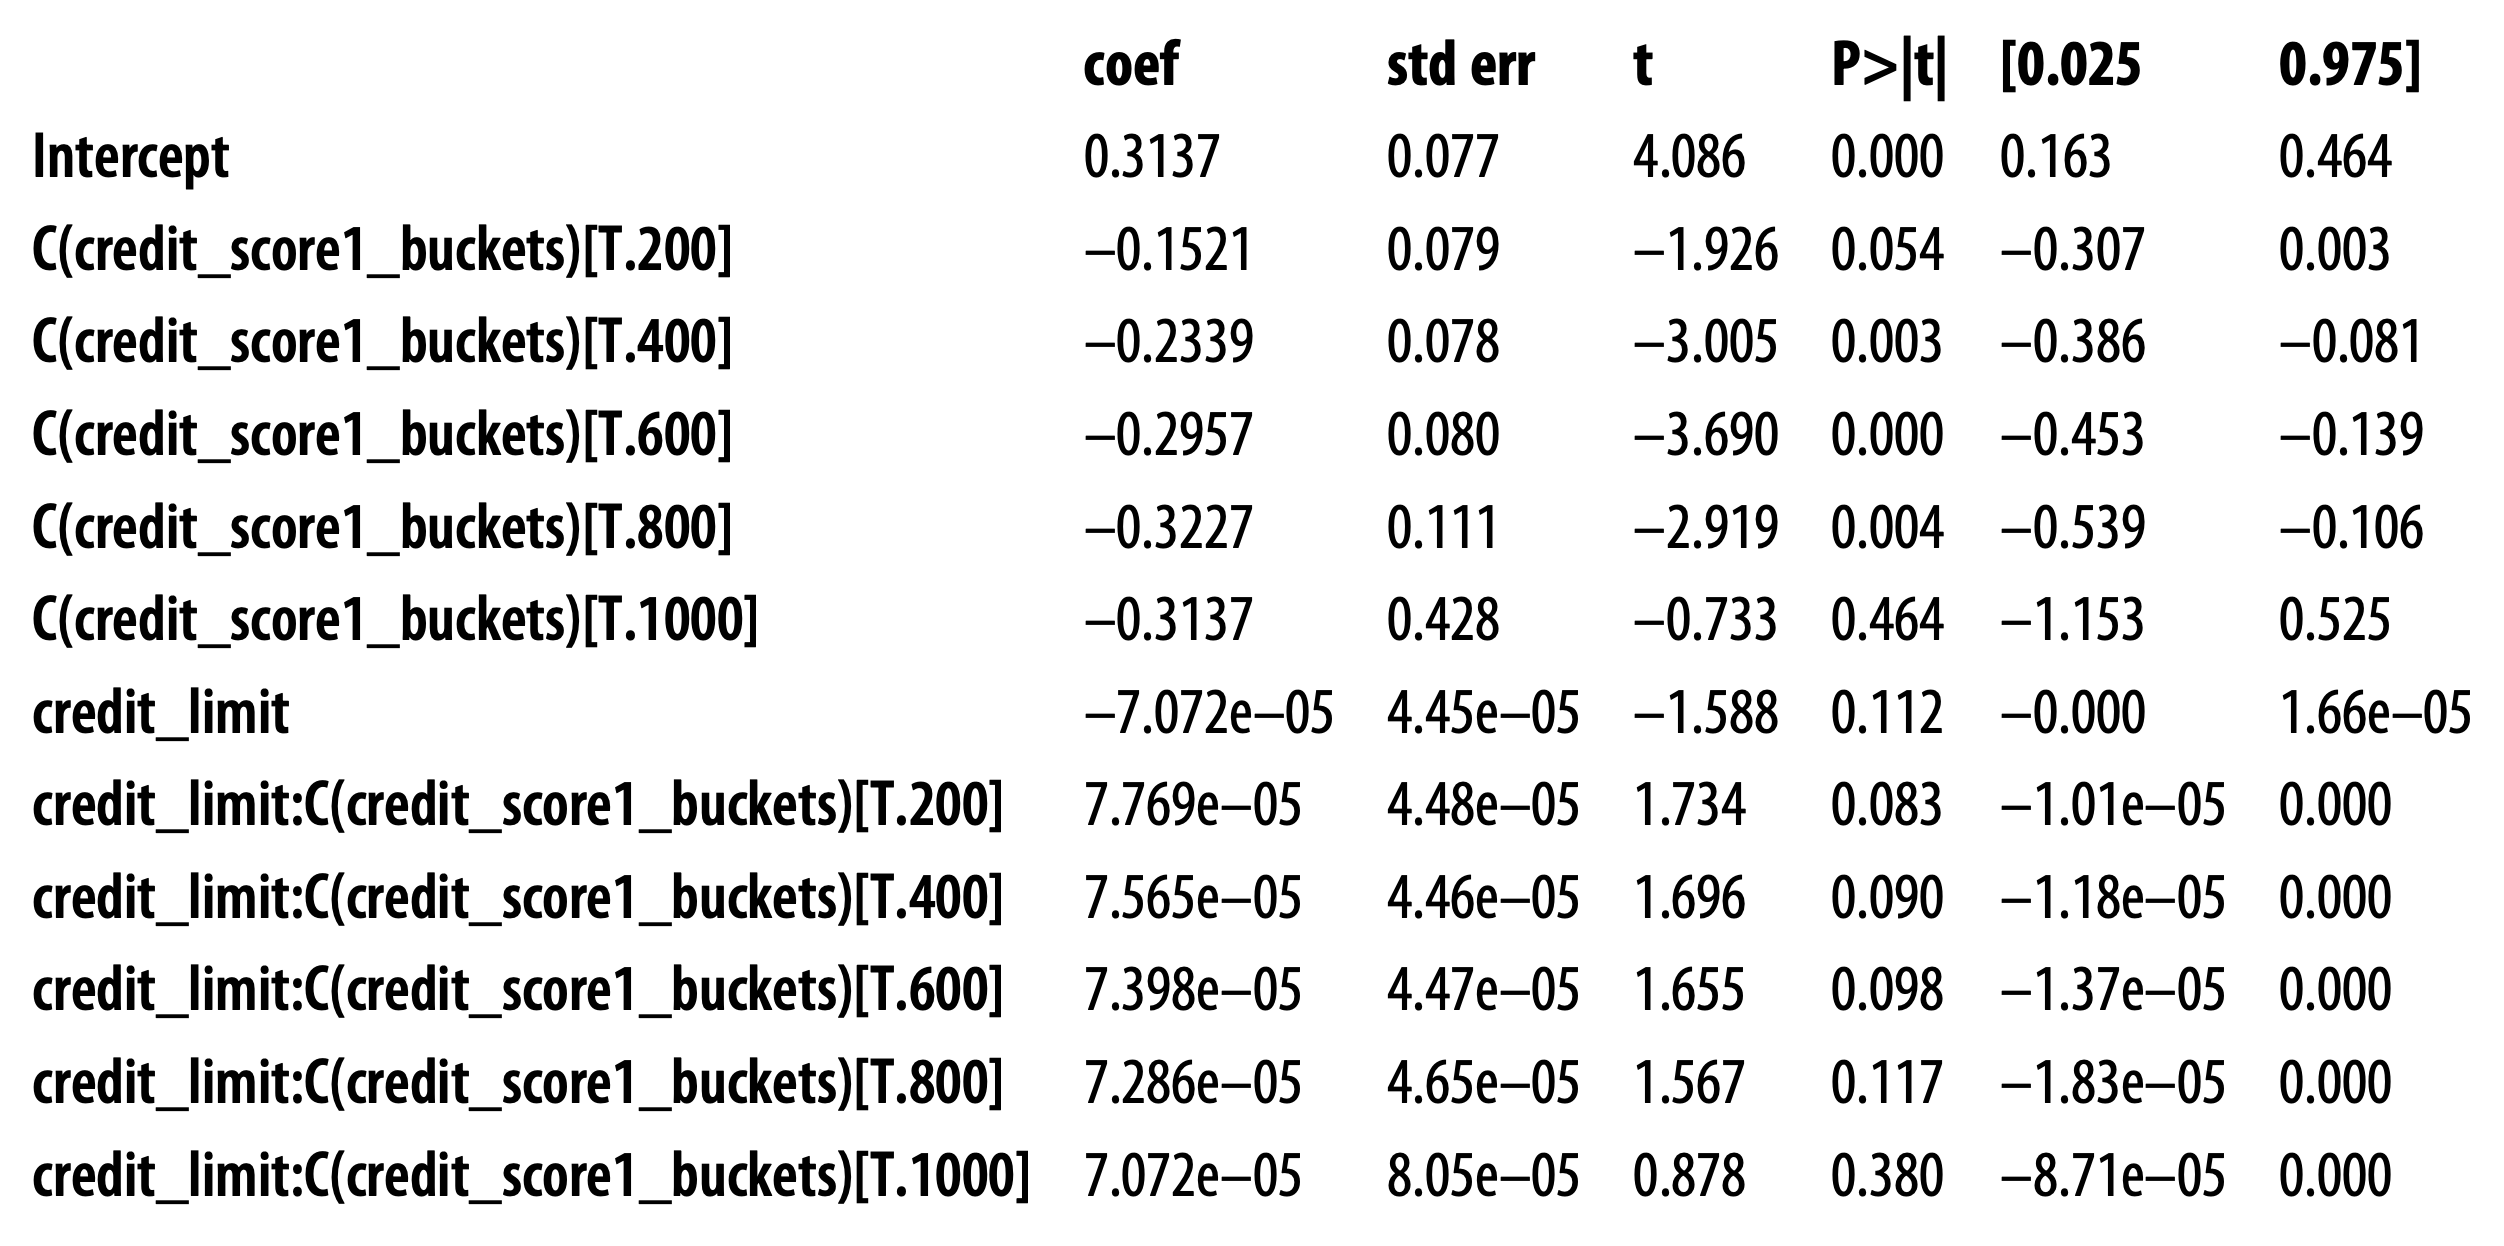 coef std err t P>|t| [0.025 0.975]
Intercept 0.3137 0.077 4.086 0.000 0.163 0.464
C(credit_score1_buckets)[T.200] −0.1521 0.079 −1.926 0.054 −0.307 0.003
C(credit_score1_buckets)[T.400] −0.2339 0.078 −3.005 0.003 −0.386 −0.081
C(credit_score1_buckets)[T.600] −0.2957 0.080 −3.690 0.000 −0.453 −0.139
C(credit_score1_buckets)[T.800] −0.3227 0.111 −2.919 0.004 −0.539 −0.106
C(credit_score1_buckets)[T.1000] −0.3137 0.428 −0.733 0.464 −1.153 0.525
credit_limit −7.072e−05 4.45e−05 −1.588 0.112 −0.000 1.66e−05
credit_limit:C(credit_score1_buckets)[T.200] 7.769e−05 4.48e−05 1.734 0.083 −1.01e−05 0.000
credit_limit:C(credit_score1_buckets)[T.400] 7.565e−05 4.46e−05 1.696 0.090 −1.18e−05 0.000
credit_limit:C(credit_score1_buckets)[T.600] 7.398e−05 4.47e−05 1.655 0.098 −1.37e−05 0.000
credit_limit:C(credit_score1_buckets)[T.800] 7.286e−05 4.65e−05 1.567 0.117 −1.83e−05 0.000
credit_limit:C(credit_score1_buckets)[T.1000] 7.072e−05 8.05e−05 0.878 0.380 −8.71e−05 0.000